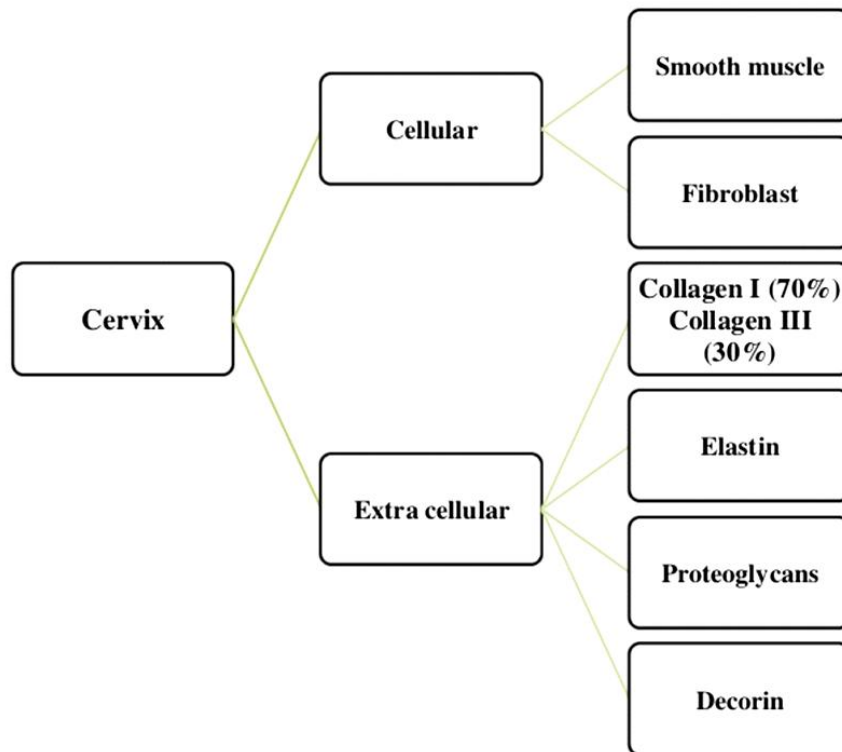 Smooth muscle
Cellular
Fibroblast
Cervix
Collagen I (70%)
Collagen III
(30%)
Elastin
Extra cellular
Proteoglycans
Decorin